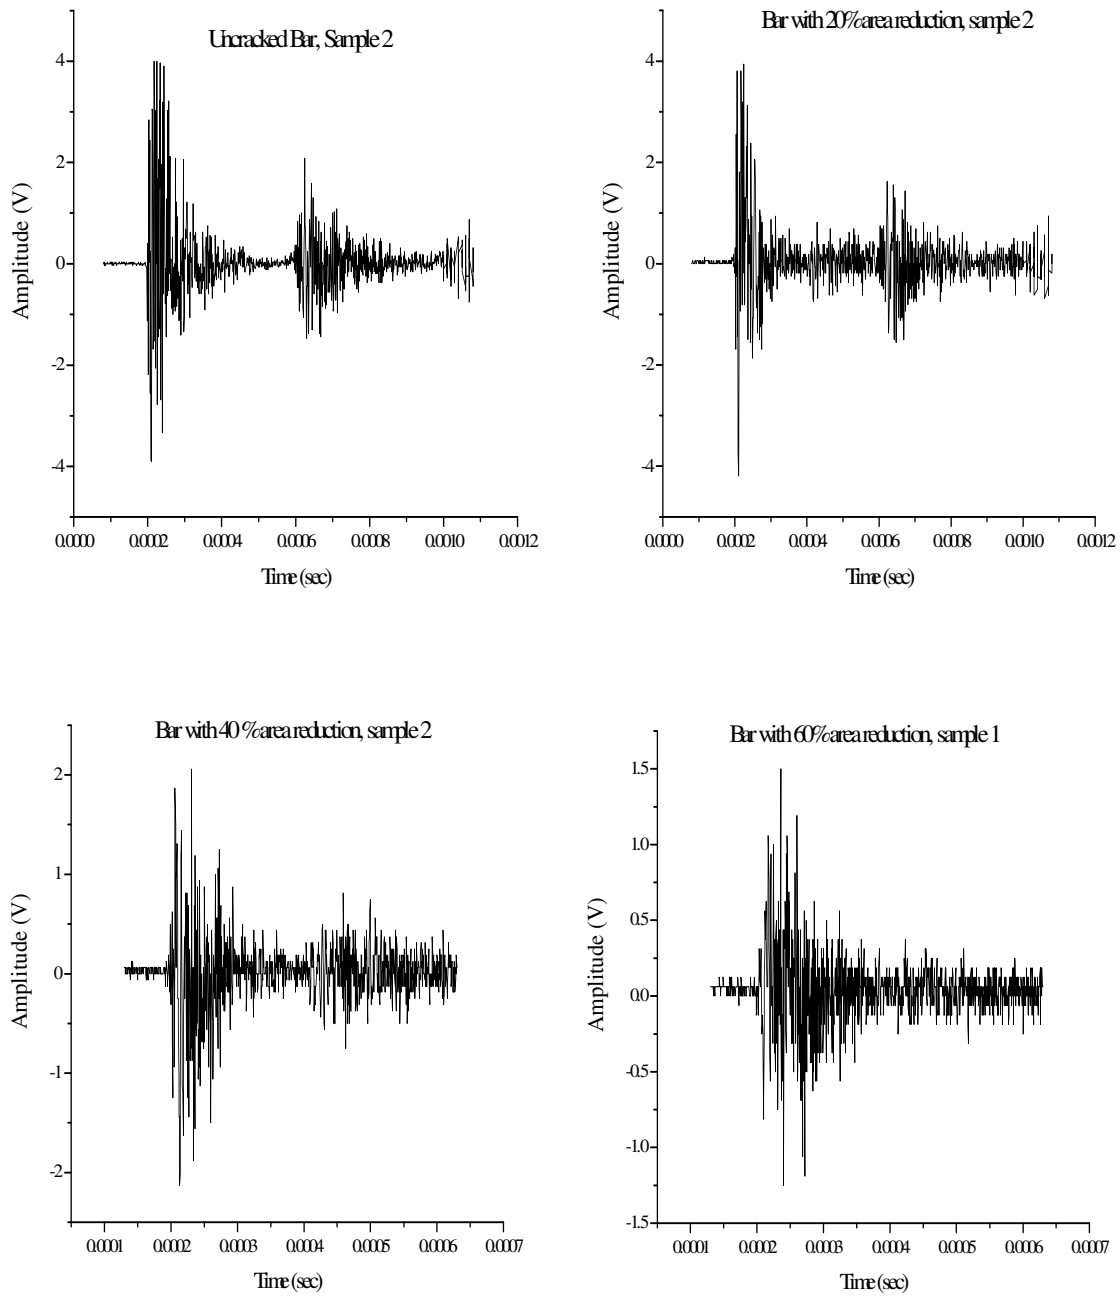 Uncracked Bar, Sample 2
Amplitude (V)
4
2
0
-2
-4
0.0000 0.0002 0.0004 0.0006 0.0008 0.0010 0.0012
Time (sec)
Bar with 20% area reduction, sample 2
Amplitude (V)
4
2
0
-2
-4
0.0000 0.0002 0.0004 0.0006 0.0008 0.0010 0.0012
Time (sec)
Bar with 40 % area reduction, sample 2
Amplitude (V)
2
1
0
-1
-2
0.0001 0.0002 0.0003 0.0004 0.0005 0.0006 0.0007
Time (sec)
Bar with 60% area reduction, sample 1
Amplitude (V)
1.5
1.0
0.5
0.0
-0.5
-1.0
-1.5
0.0001 0.0002 0.0003 0.0004 0.0005 0.0006 0.0007
Time (sec)